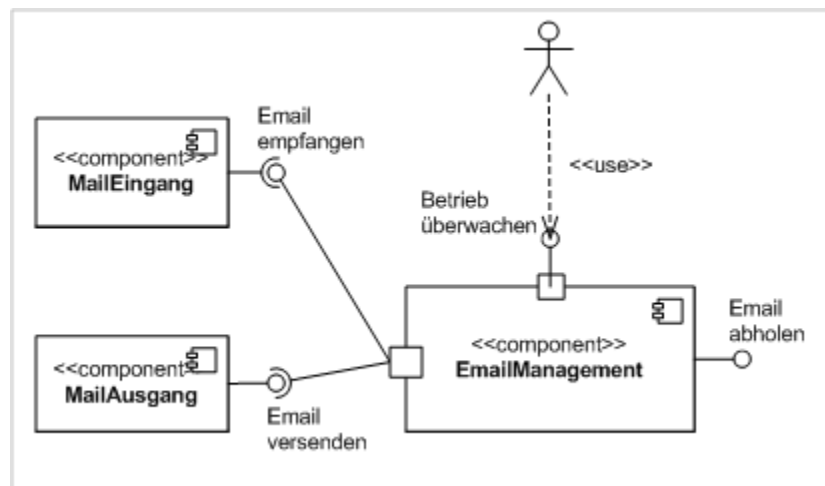 Email
empfangen
<<component>>
MailEingang
<<use>>
Betrieb
überwachen
<<component>>
MailAusgang
Email
versenden
<<component>>
EmailManagement
Email
abholen